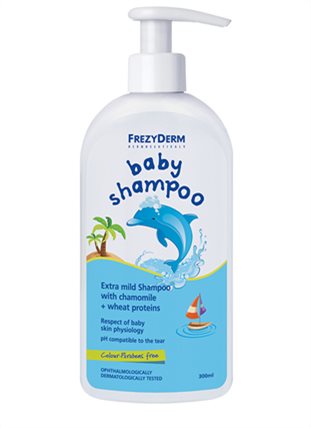 FREZYDERM
DERMOCEUTICALS
baby
shampoo
Extra mild Shampoo
with chamomile
+ wheat proteins
Respect of baby
skin physiology
pH compatible to the tear
Colour-Parabens free
OPHTHALMOLOGICALLY
DERMATOLOGICALLY TESTED
300ml